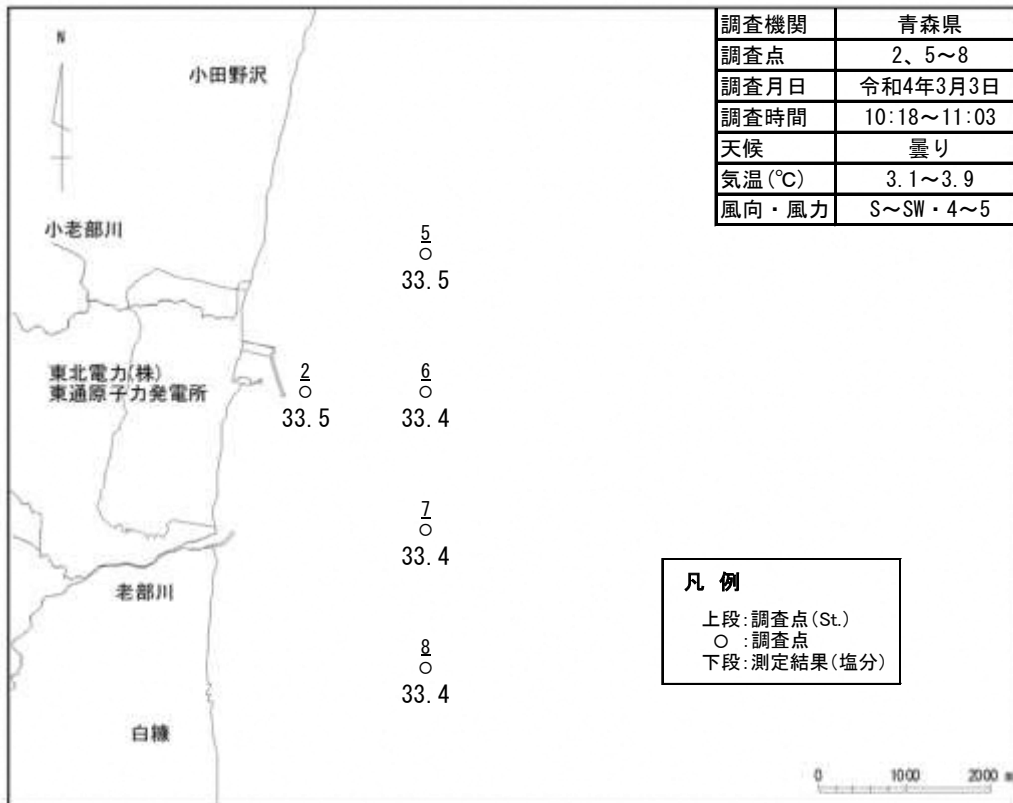 調査機関 青森県
調査点 2、5～8
調査月日 令和4年3月3日
調査時間 10:18～11:03
天候 曇り
気温(℃) 3.1～3.9
風向・風力 S～SW・4～5
N
小田野沢
小老部川
5
33.5
東北電力(株)
東通原子力発電所
2
33.5
6
33.4
7
33.4
老部川
8
33.4
白糠
凡 例
上段:調査点(St.)
○ :調査点
下段:測定結果(塩分)
0 1000 2000 m